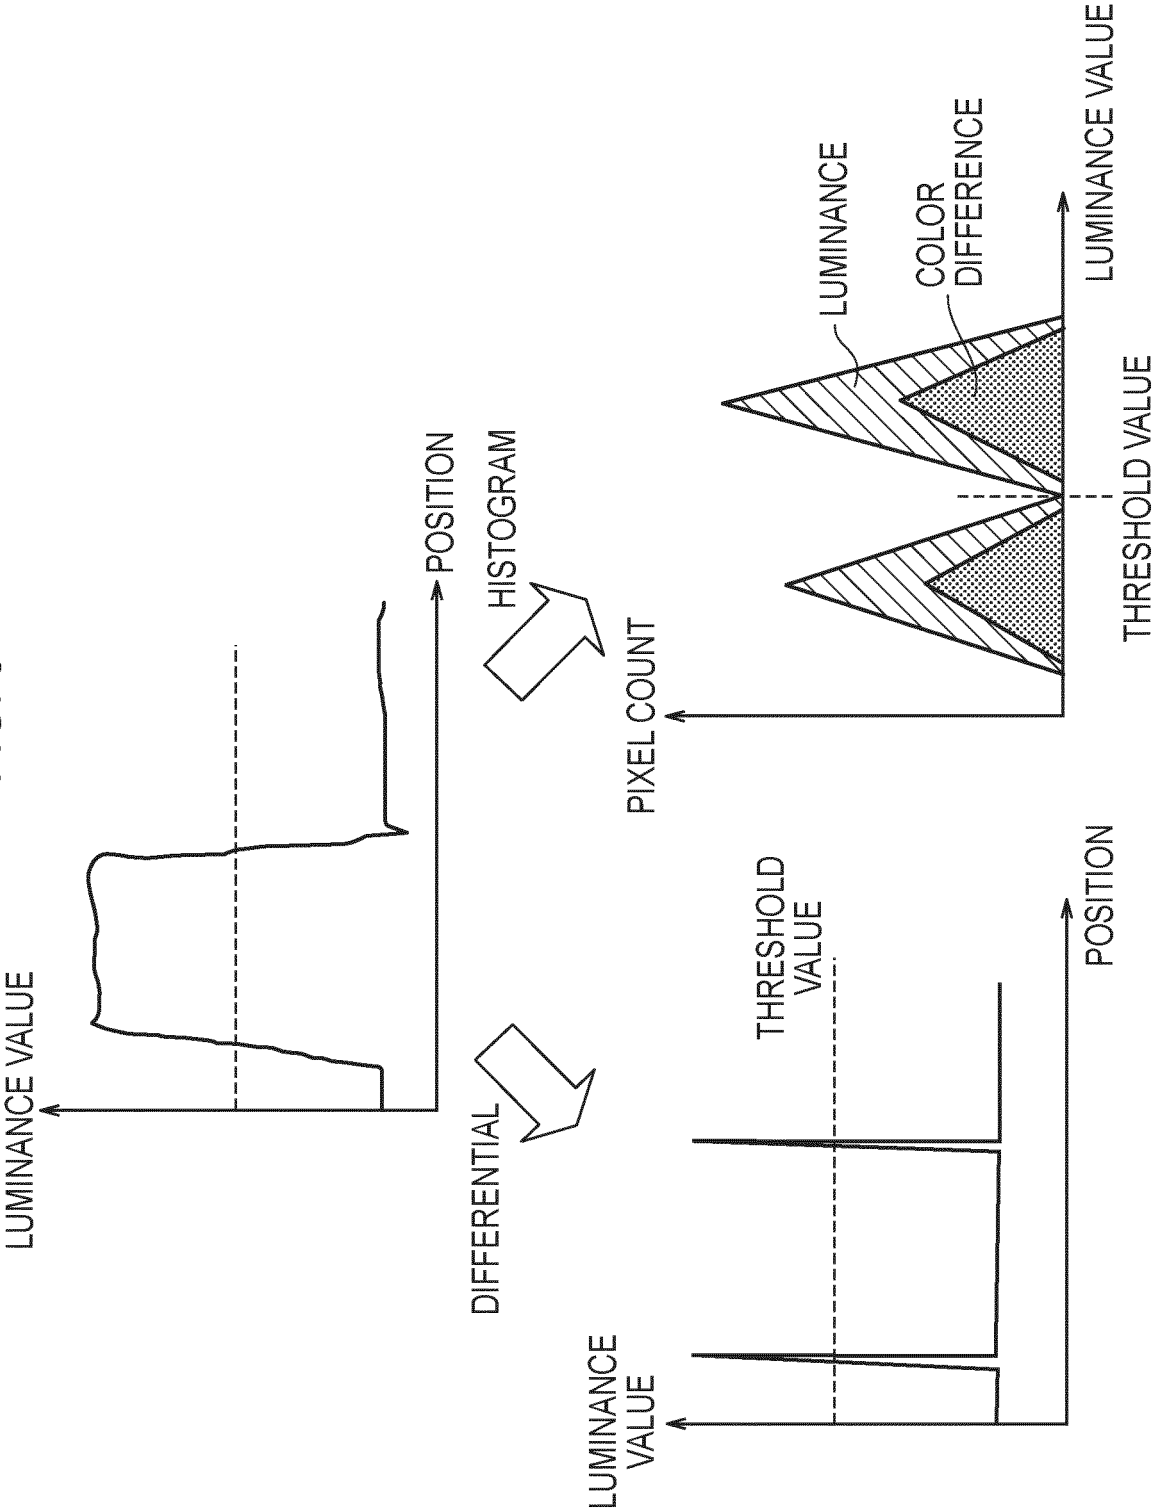 LUMINANCE VALUE
POSITION
DIFFERENTIAL
HISTOGRAM
LUMINANCE
VALUE
THRESHOLD
VALUE
POSITION
PIXEL COUNT
LUMINANCE
COLOR
DIFFERENCE
THRESHOLD VALUE
LUMINANCE VALUE